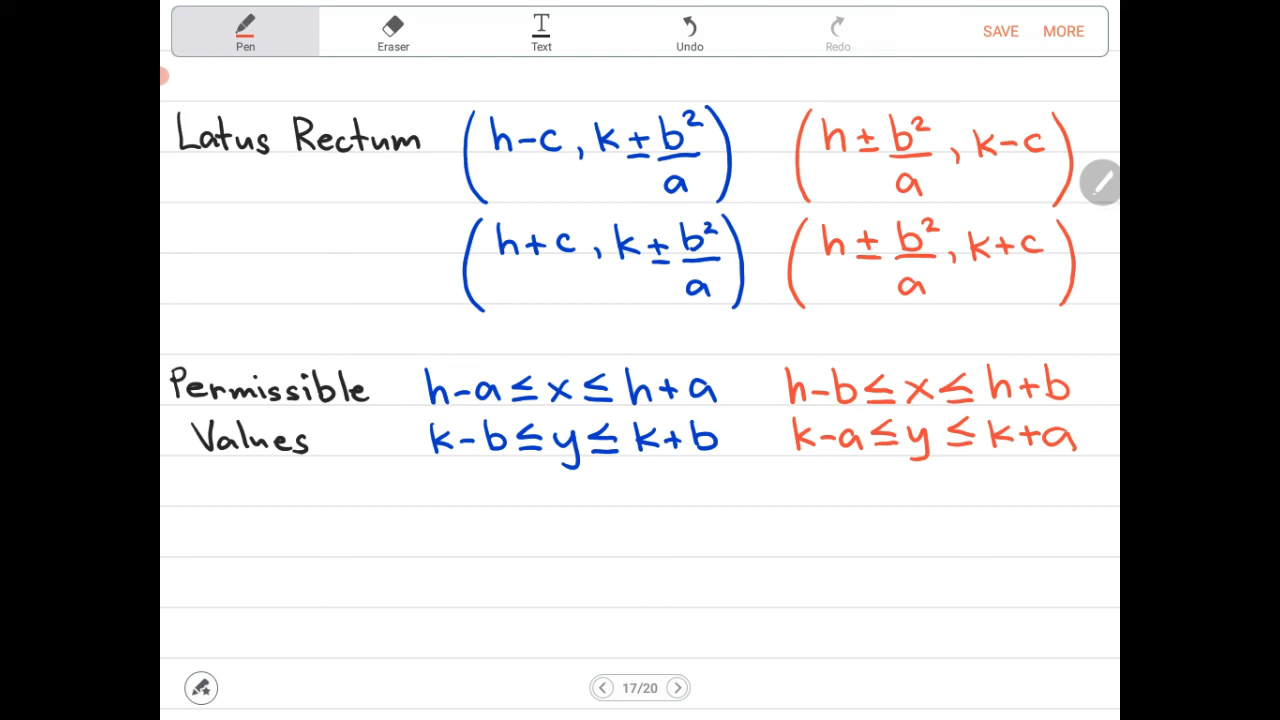 Pen Eraser Text Undo Redo SAVE MORE
Latus Rectum (h-c, k±b²/a) (h±b²/a, k-c)
(h+c, k±b²/a) (h±b²/a, k+c)
Permissible h-a≤x≤h+a h-b≤x≤h+b
Values k-b≤y≤k+b k-a≤y≤k+a
17/20